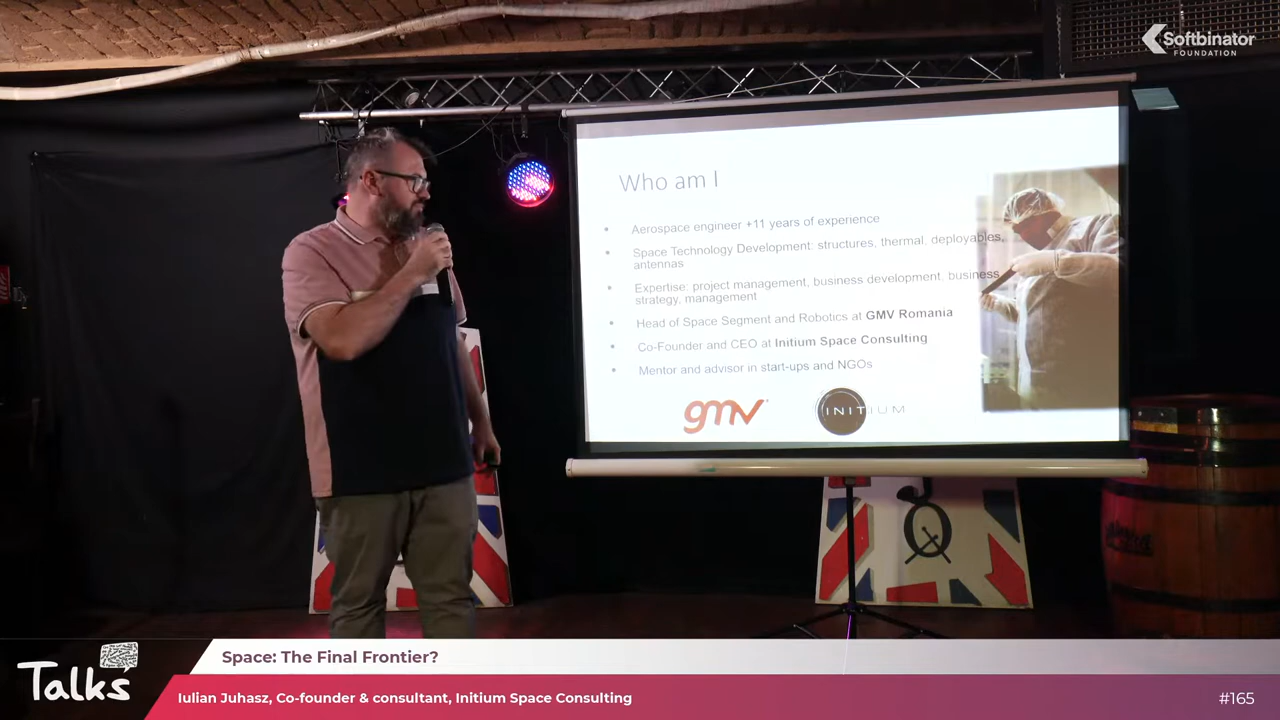 Softbinator
FOUNDATION
Who am I
Aerospace engineer +11 years of experience
Space Technology Development: structures, thermal, deployables,
antennas
Expertise: project management, business development, business
strategy, management
Head of Space Segment and Robotics at GMV Romania
Co-Founder and CEO at Initium Space Consulting
Mentor and advisor in start-ups and NGOs
gmv
INITIUM
Talks
Space: The Final Frontier?
Iulian Juhasz, Co-founder & consultant, Initium Space Consulting
#165